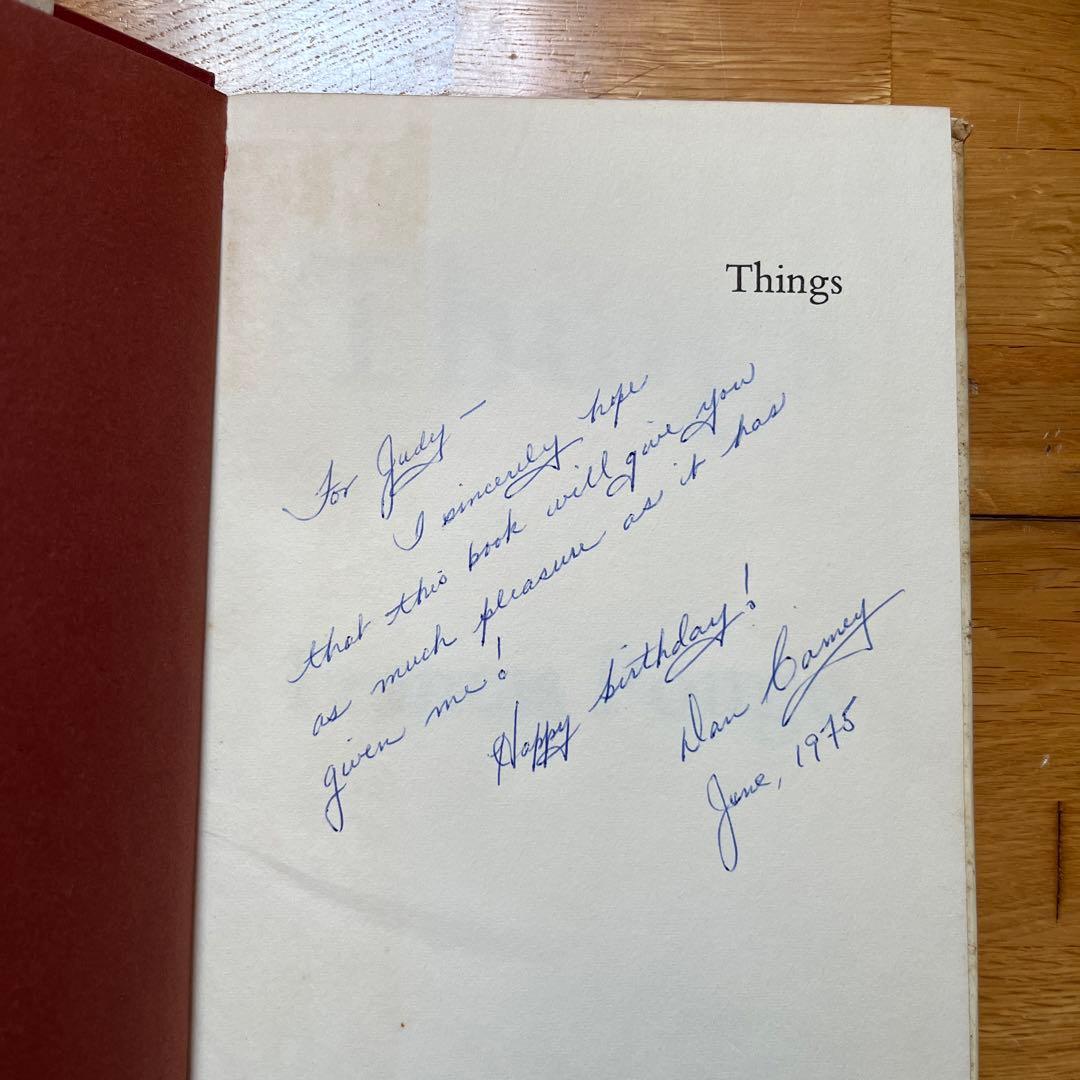 Things
For Judy —
I sincerely hope
that this book will give you
as much pleasure as it has
given me!
Happy birthday!
Dan
June, 1975